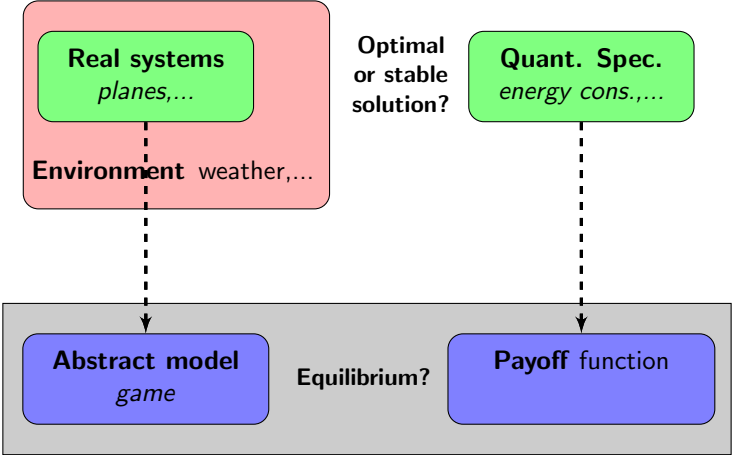 Real systems
planes,...
Environment weather,...
Optimal
or stable
solution?
Quant. Spec.
energy cons.,...
Abstract model
game
Equilibrium?
Payoff function